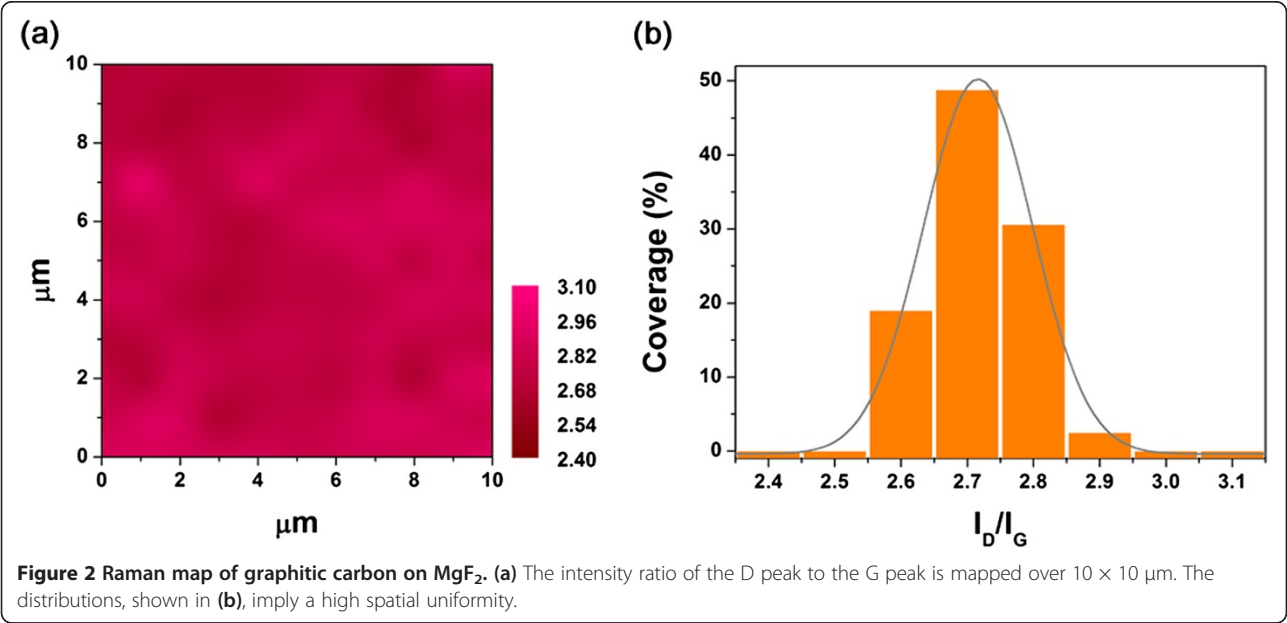 (a)
10
8
6
4
2
0
μm
0 2 4 6 8 10
μm
3.10
2.96
2.82
2.68
2.54
2.40
(b)
50
40
30
20
10
0
Coverage (%)
2.4 2.5 2.6 2.7 2.8 2.9 3.0 3.1
I_D/I_G
Figure 2 Raman map of graphitic carbon on MgF₂. (a) The intensity ratio of the D peak to the G peak is mapped over 10 × 10 μm. The
distributions, shown in (b), imply a high spatial uniformity.